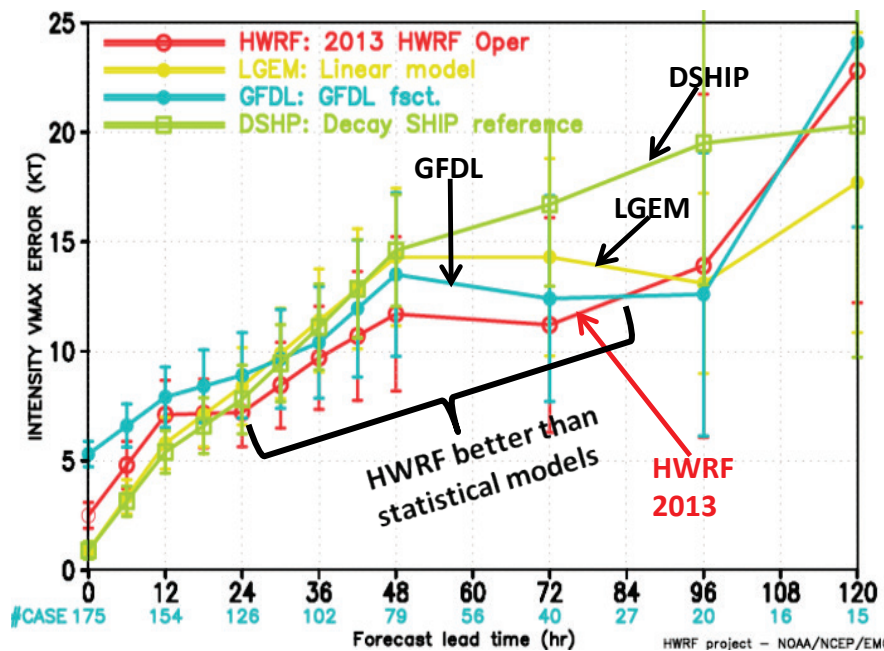 25
20
15
10
5
0
INTENSITY VMAX ERROR (KT)
HWRF: 2013 HWRF Oper
LGEM: Linear model
GFDL: GFDL fsct.
DSHP: Decay SHIP reference
DSHIP
GFDL
LGEM
HWRF better than
statistical models
HWRF
2013
0 12 24 36 48 60 72 84 96 108 120
#CASE 175 154 126 102 79 56 40 27 20 16 15
Forecast lead time (hr)
HWRF project - NOAA/NCEP/EMC